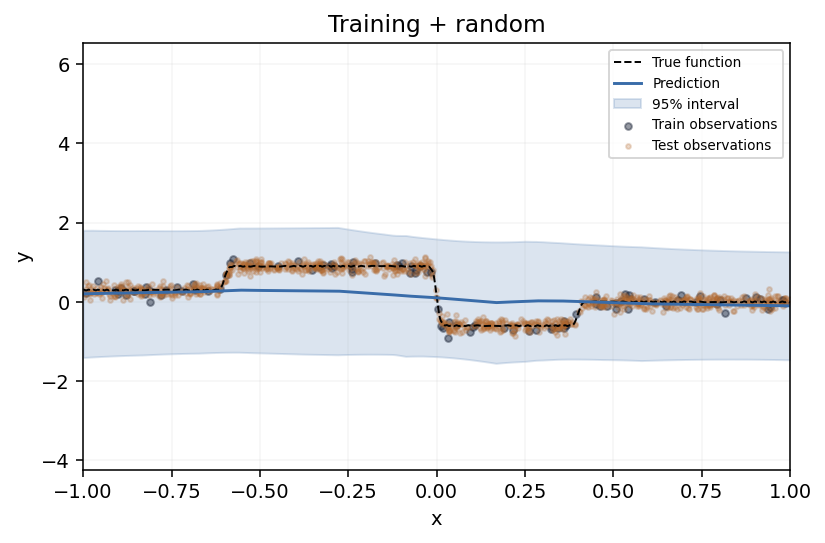 Training + random
6
4
2
0
−2
−4
y
−1.00 −0.75 −0.50 −0.25 0.00 0.25 0.50 0.75 1.00
x
True function
Prediction
95% interval
Train observations
Test observations